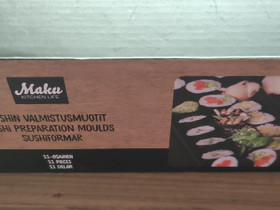 Maku
KITCHEN LIFE
SHIN VALMISTUSMUOTIT
SHI PREPARATION MOULDS
SUSHIFORMAR
11-OSAINEN
11 PIECES
11 DELAR